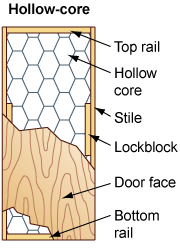 Hollow-core
Top rail
Hollow
core
Stile
Lockblock
Door face
Bottom
rail